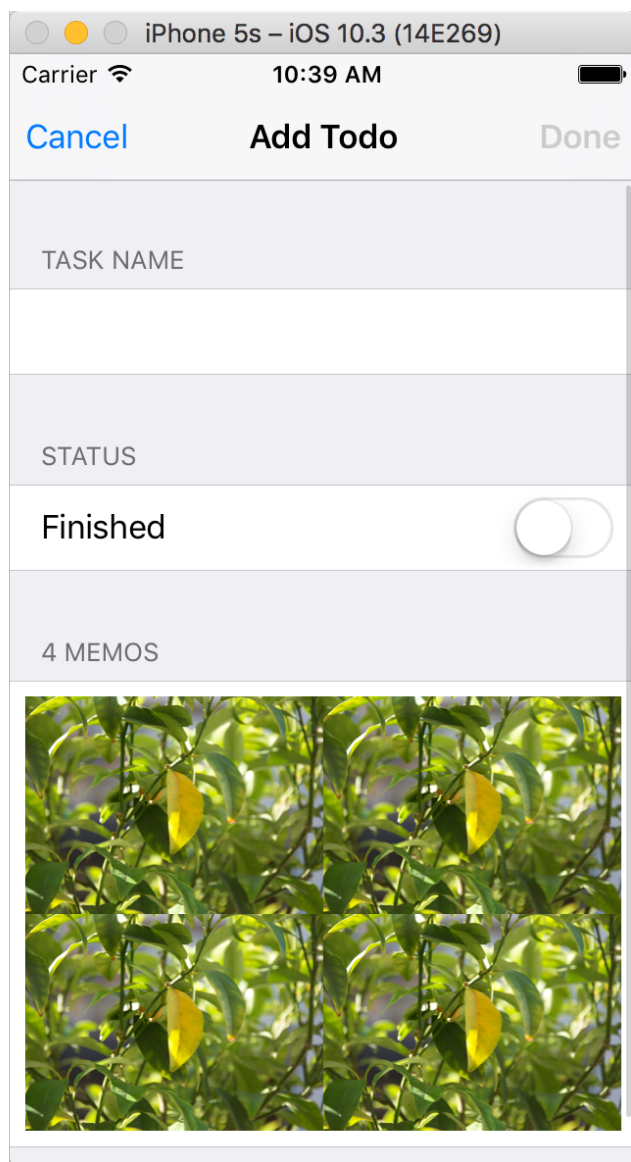 iPhone 5s – iOS 10.3 (14E269)
Carrier 10:39 AM
Cancel Add Todo Done
TASK NAME
STATUS
Finished
4 MEMOS